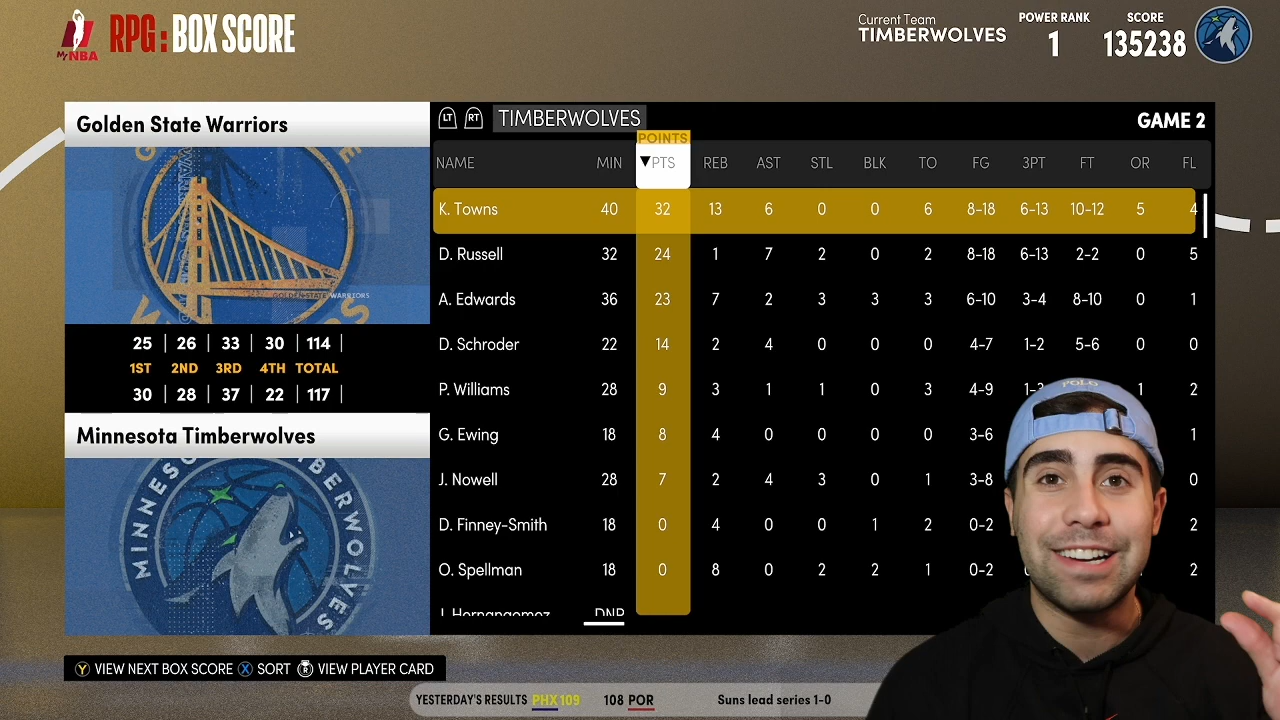 My NBA RPG: BOX SCORE
Current Team
TIMBERWOLVES
POWER RANK
1
SCORE
135238
Golden State Warriors
GOLDEN STATE WARRIORS
25 | 26 | 33 | 30 | 114 |
1ST 2ND 3RD 4TH TOTAL
30 | 28 | 37 | 22 | 117 |
Minnesota Timberwolves
LT RT TIMBERWOLVES GAME 2
POINTS
NAME MIN ▼PTS REB AST STL BLK TO FG 3PT FT OR FL
K. Towns 40 32 13 6 0 0 6 8-18 6-13 10-12 5 4
D. Russell 32 24 1 7 2 0 2 8-18 6-13 2-2 0 5
A. Edwards 36 23 7 2 3 3 3 6-10 3-4 8-10 0 1
D. Schroder 22 14 2 4 0 0 0 4-7 1-2 5-6 0 0
P. Williams 28 9 3 1 1 0 3 4-9 1-3 1 2
G. Ewing 18 8 4 0 0 0 0 3-6 1
J. Nowell 28 7 2 4 3 0 1 3-8 0
D. Finney-Smith 18 0 4 0 0 1 2 0-2 2
O. Spellman 18 0 8 0 2 2 1 0-2 2
J. Hernangomez DNP
POLO
Y VIEW NEXT BOX SCORE X SORT R VIEW PLAYER CARD
YESTERDAY'S RESULTS PHX 109 108 POR Suns lead series 1-0